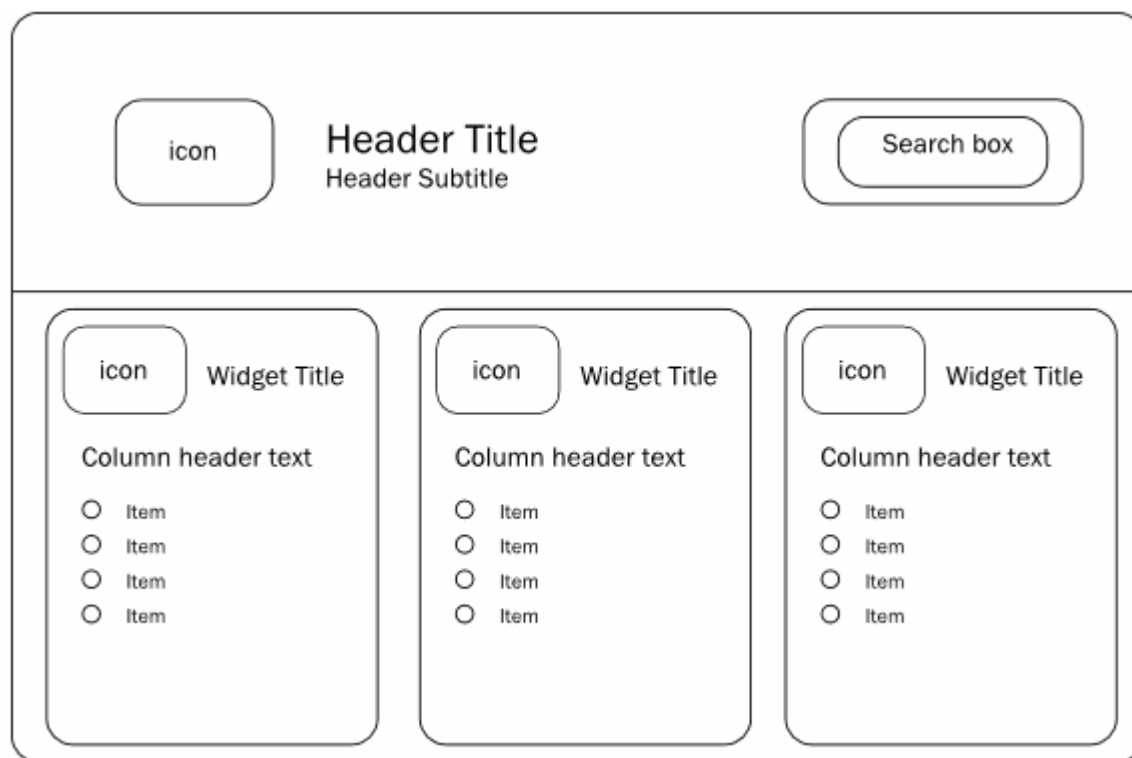 icon
Header Title
Header Subtitle
Search box
icon
Widget Title
Column header text
Item
Item
Item
Item
icon
Widget Title
Column header text
Item
Item
Item
Item
icon
Widget Title
Column header text
Item
Item
Item
Item